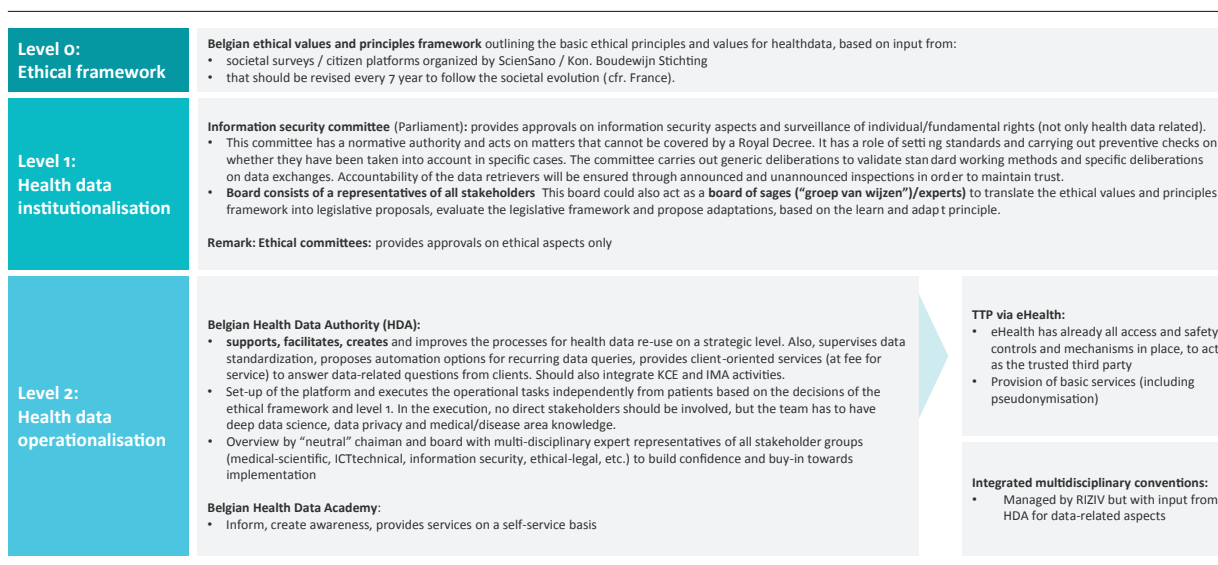 Level 0:
Ethical framework
Belgian ethical values and principles framework outlining the basic ethical principles and values for healthdata, based on input from:
• societal surveys / citizen platforms organized by ScienSano / Kon. Boudewijn Stichting
• that should be revised every 7 year to follow the societal evolution (cfr. France).
Level 1:
Health data
institutionalisation
Information security committee (Parliament): provides approvals on information security aspects and surveillance of individual/fundamental rights (not only health data related).
• This committee has a normative authority and acts on matters that cannot be covered by a Royal Decree. It has a role of setting standards and carrying out preventive checks on
whether they have been taken into account in specific cases. The committee carries out generic deliberations to validate standard working methods and specific deliberations
on data exchanges. Accountability of the data retrievers will be ensured through announced and unannounced inspections in order to maintain trust.
• Board consists of a representatives of all stakeholders This board could also act as a board of sages ("groep van wijzen")/experts) to translate the ethical values and principles
framework into legislative proposals, evaluate the legislative framework and propose adaptations, based on the learn and adapt principle.
Remark: Ethical committees: provides approvals on ethical aspects only
Level 2:
Health data
operationalisation
Belgian Health Data Authority (HDA):
• supports, facilitates, creates and improves the processes for health data re-use on a strategic level. Also, supervises data
standardization, proposes automation options for recurring data queries, provides client-oriented services (at fee for
service) to answer data-related questions from clients. Should also integrate KCE and IMA activities.
• Set-up of the platform and executes the operational tasks independently from patients based on the decisions of the
ethical framework and level 1. In the execution, no direct stakeholders should be involved, but the team has to have
deep data science, data privacy and medical/disease area knowledge.
• Overview by "neutral" chaiman and board with multi-disciplinary expert representatives of all stakeholder groups
(medical-scientific, ICTtechnical, information security, ethical-legal, etc.) to build confidence and buy-in towards
implementation
Belgian Health Data Academy:
• Inform, create awareness, provides services on a self-service basis
TTP via eHealth:
• eHealth has already all access and safety
controls and mechanisms in place, to act
as the trusted third party
• Provision of basic services (including
pseudonymisation)
Integrated multidisciplinary conventions:
• Managed by RIZIV but with input from
HDA for data-related aspects